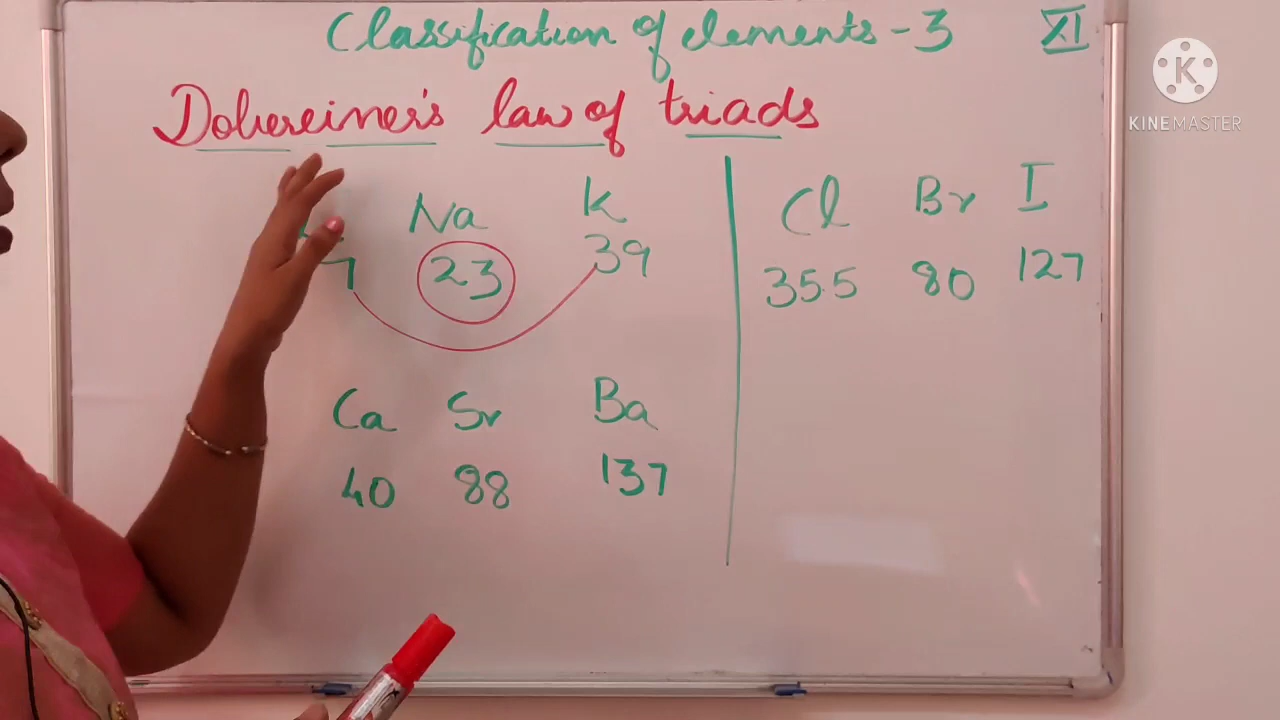 Classification of elements - 3 XI
Dobereiner's law of triads
Na K
7 23 39
Cl Br I
35.5 80 127
Ca Sr Ba
40 88 137
K
KINEMASTER